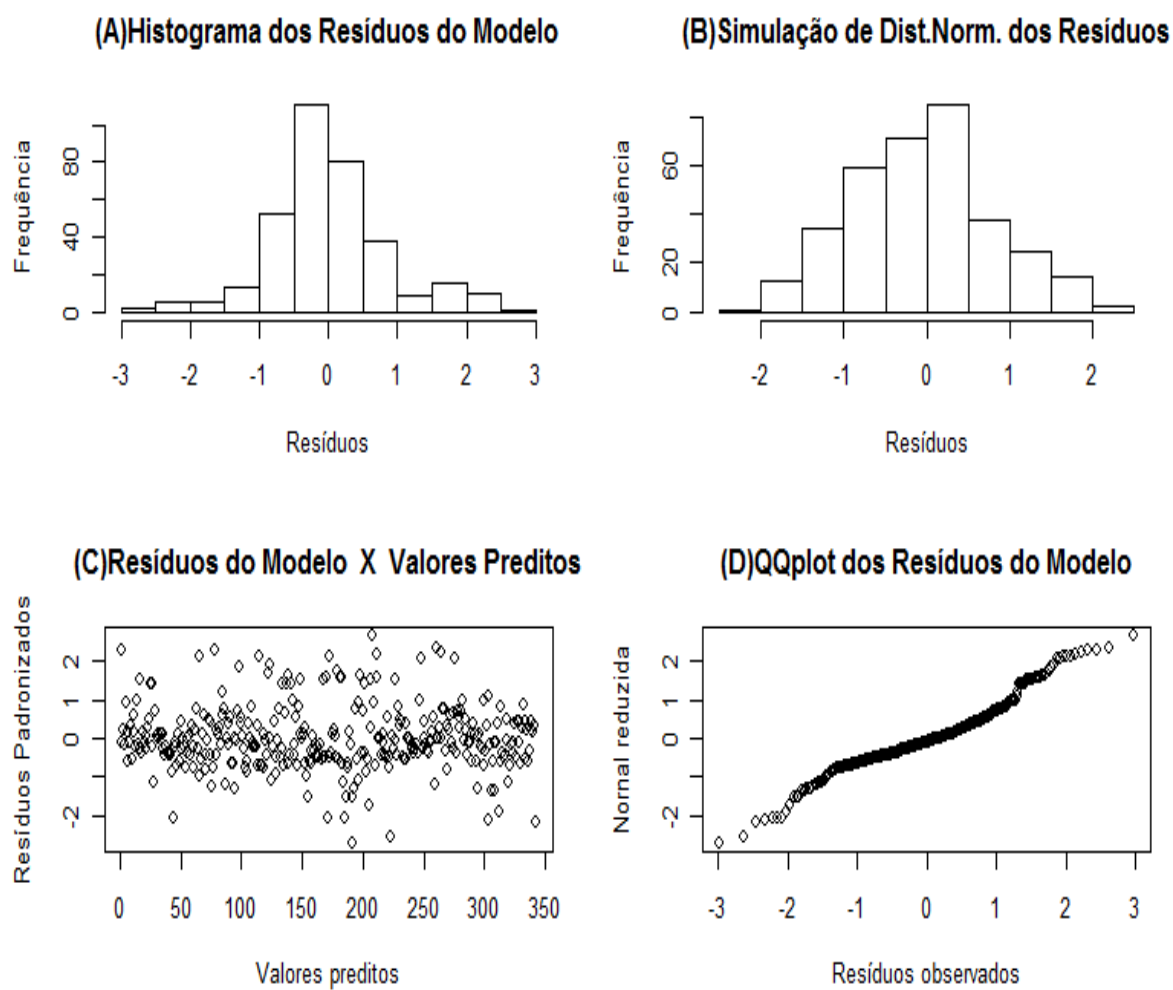 (A)Histograma dos Resíduos do Modelo
Frequência
0 40 80
-3 -2 -1 0 1 2 3
Resíduos
(B)Simulação de Dist.Norm. dos Resíduos
Frequência
0 20 60
-2 -1 0 1 2
Resíduos
(C)Resíduos do Modelo X Valores Preditos
Resíduos Padronizados
-2 0 1 2
0 50 100 150 200 250 300 350
Valores preditos
(D)QQplot dos Resíduos do Modelo
Nornal reduzida
-2 0 1 2
-3 -2 -1 0 1 2 3
Resíduos observados